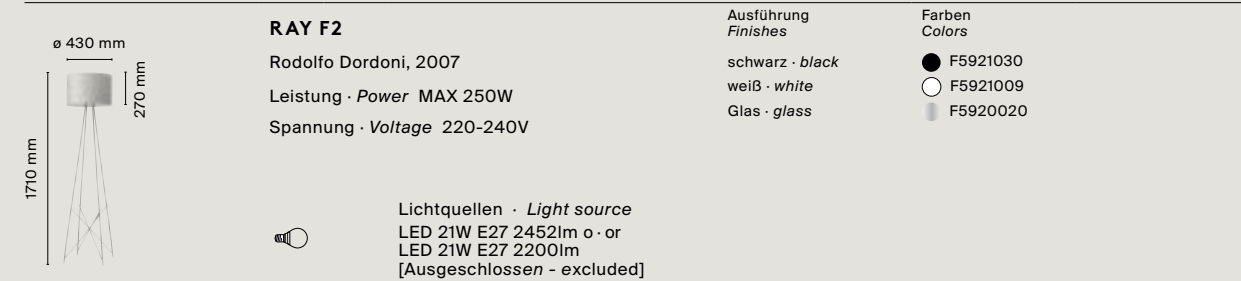 ø 430 mm
270 mm
1710 mm
RAY F2
Rodolfo Dordoni, 2007
Leistung · Power MAX 250W
Spannung · Voltage 220-240V
Lichtquellen · Light source
LED 21W E27 2452lm o · or
LED 21W E27 2200lm
[Ausgeschlossen - excluded]
Ausführung
Finishes
schwarz · black
weiß · white
Glas · glass
Farben
Colors
F5921030
F5921009
F5920020